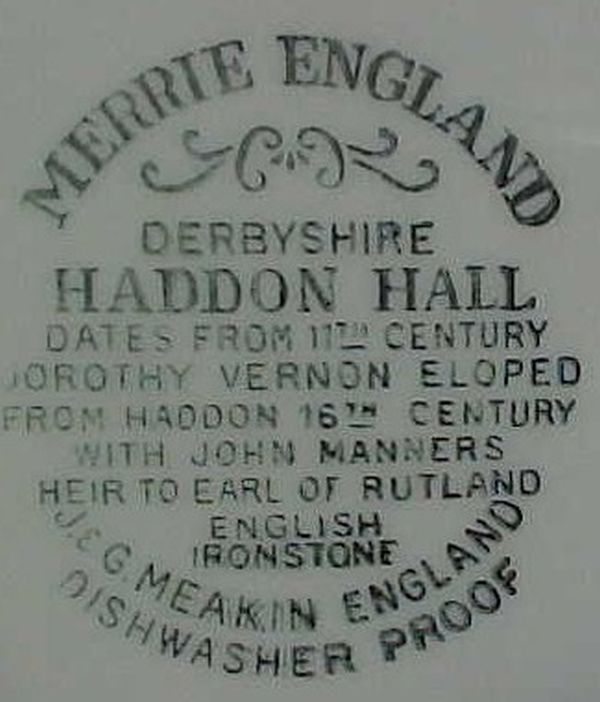 MERRIE ENGLAND
DERBYSHIRE
HADDON HALL
DATES FROM 11TH CENTURY
DOROTHY VERNON ELOPED
FROM HADDON 16TH CENTURY
WITH JOHN MANNERS
HEIR TO EARL OF RUTLAND
ENGLISH
IRONSTONE
J. & G. MEAKIN ENGLAND
DISHWASHER PROOF